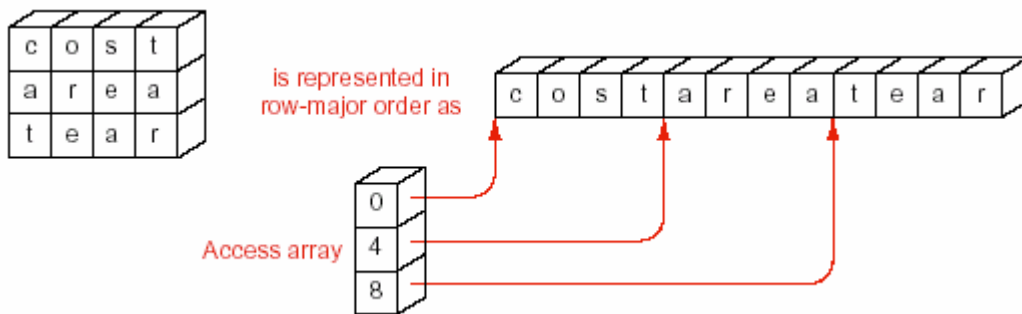 c o s t
a r e a
t e a r
is represented in
row-major order as
c o s t a r e a t e a r
Access array
0
4
8